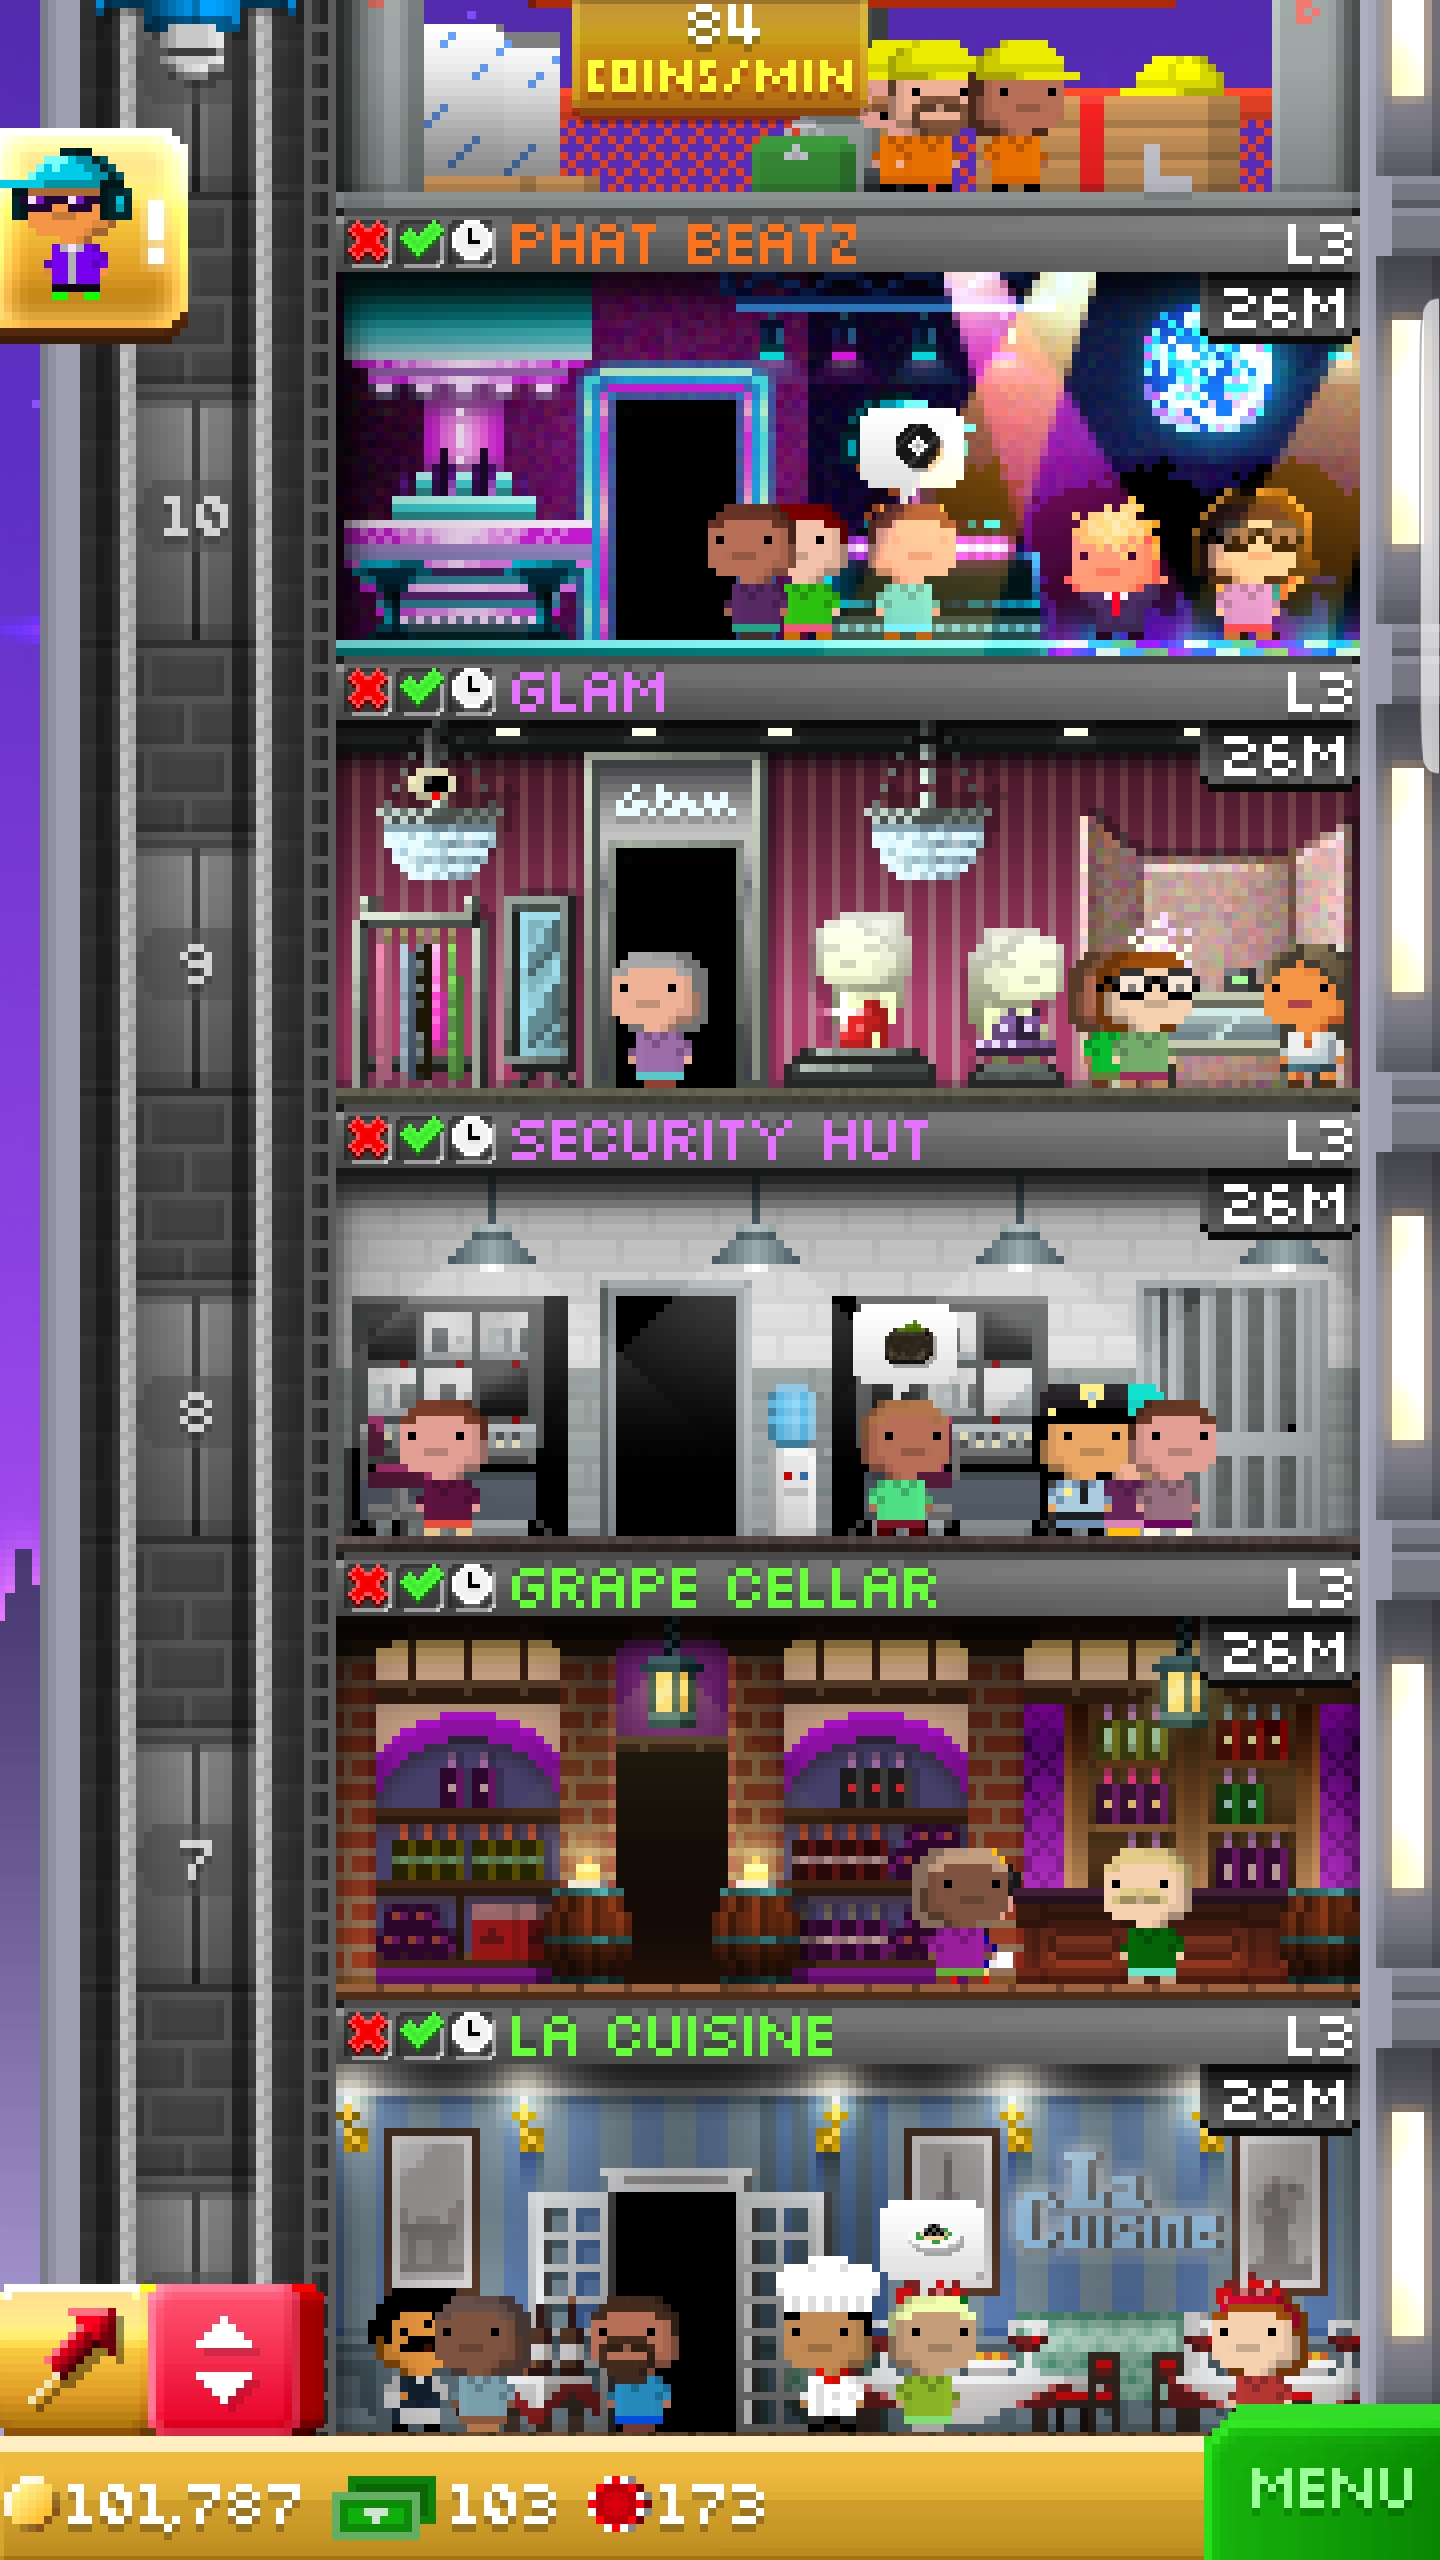 84
COINS/MIN
!
PHAT BEATZ L3
26M
10
GLAM L3
26M
Glam
9
SECURITY HUT L3
26M
8
GRAPE CELLAR L3
26M
7
LA CUISINE L3
26M
La
Cuisine
101,787 103 173
MENU